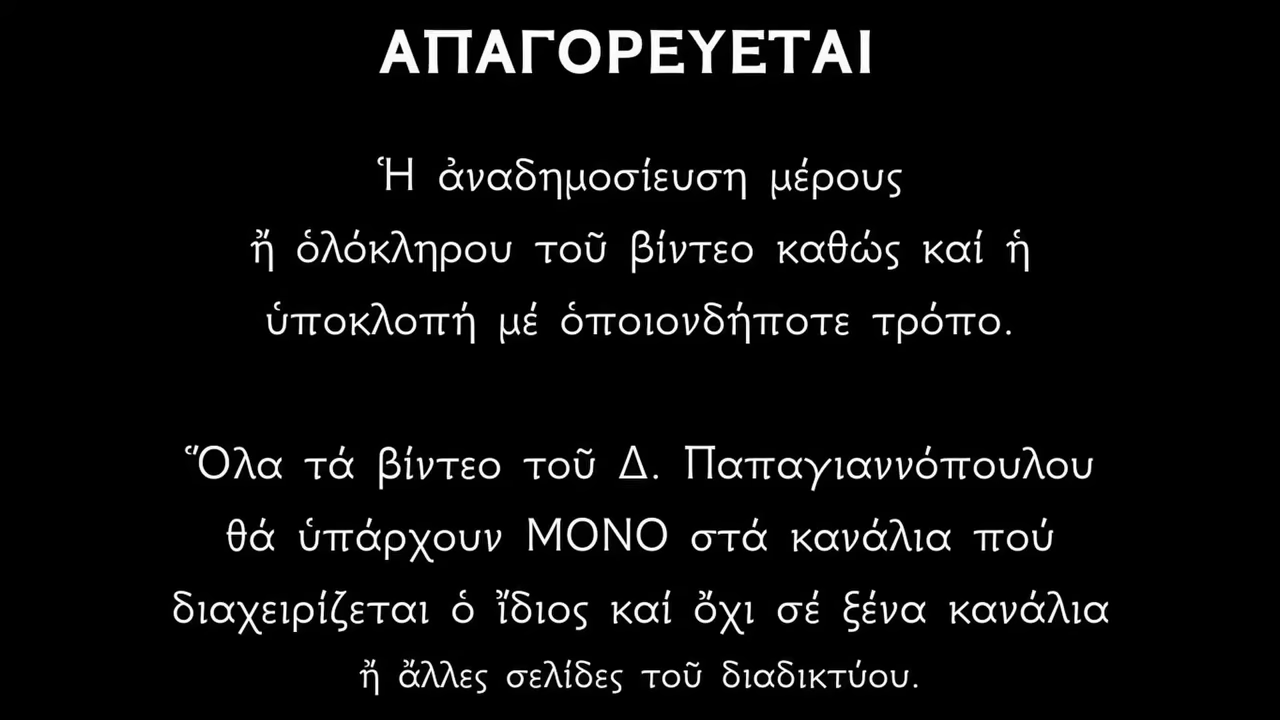 ΑΠΑΓΟΡΕΥΕΤΑΙ
Ἡ ἀναδημοσίευση μέρους
ἤ ὁλόκληρου τοῦ βίντεο καθώς καί ἡ
ὑποκλοπή μέ ὁποιονδήποτε τρόπο.
Ὅλα τά βίντεο τοῦ Δ. Παπαγιαννόπουλου
θά ὑπάρχουν ΜΟΝΟ στά κανάλια πού
διαχειρίζεται ὁ ἴδιος καί ὄχι σέ ξένα κανάλια
ἤ ἄλλες σελίδες τοῦ διαδικτύου.